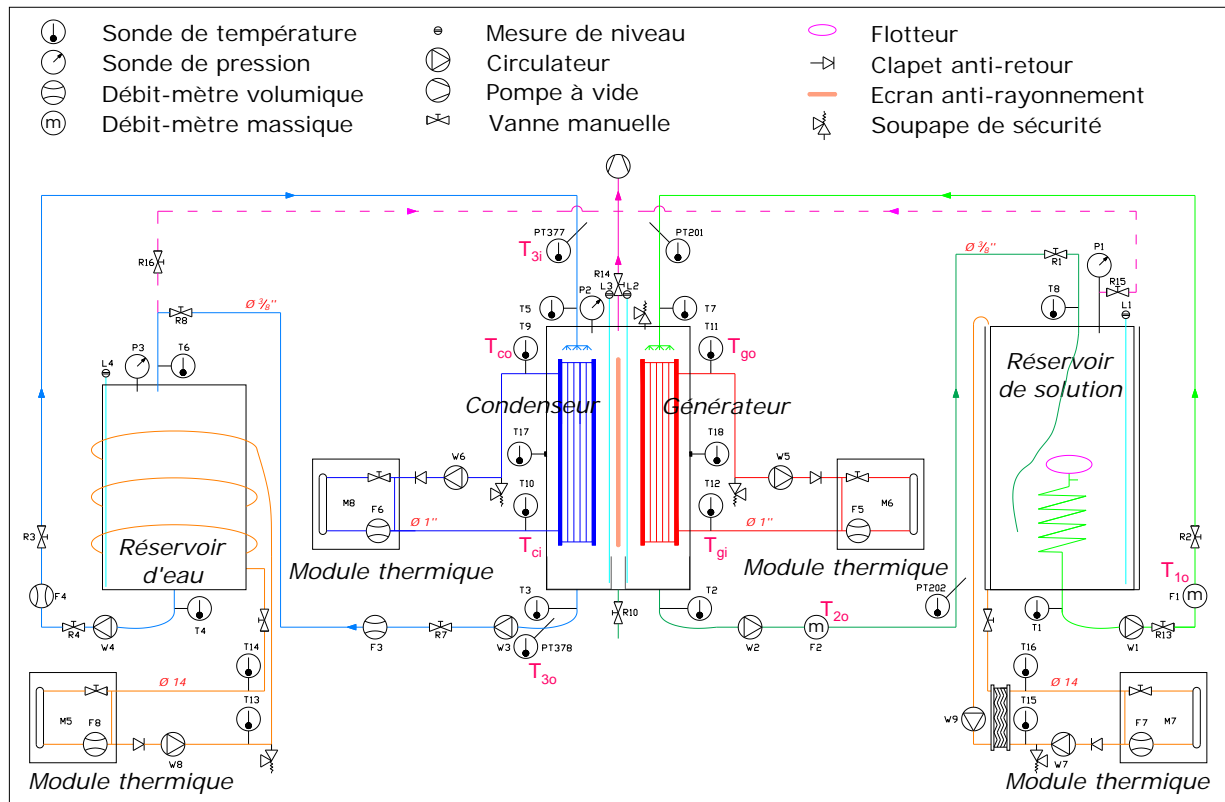 Sonde de température
Mesure de niveau
Flotteur
Sonde de pression
Circulateur
Clapet anti-retour
Débit-mètre volumique
Pompe à vide
Ecran anti-rayonnement
m
Débit-mètre massique
Vanne manuelle
Soupape de sécurité
PT377
T3i
PT201
R16
R14
L3
L2
P2
P1
R1
Ø 3/8"
R15
T8
L1
Ø 3/8"
R8
T5
T7
P3
T6
L4
T9
Tco
T11
Tgo
Réservoir
de solution
Condenseur
Générateur
T17
T18
W6
W5
M8
F6
T10
T12
F5
M6
Ø 1"
Ø 1"
Tci
Tgi
Module thermique
Module thermique
R3
Réservoir
d'eau
R2
F4
R4
W4
T4
T3
R10
T2
PT202
T1o
F1
m
T1
W1
R13
F3
R7
W3
PT378
T3o
W2
m
F2
T2o
T14
Ø 14
T13
M5
F8
W8
Module thermique
T16
Ø 14
T15
W9
W7
F7
M7
Module thermique